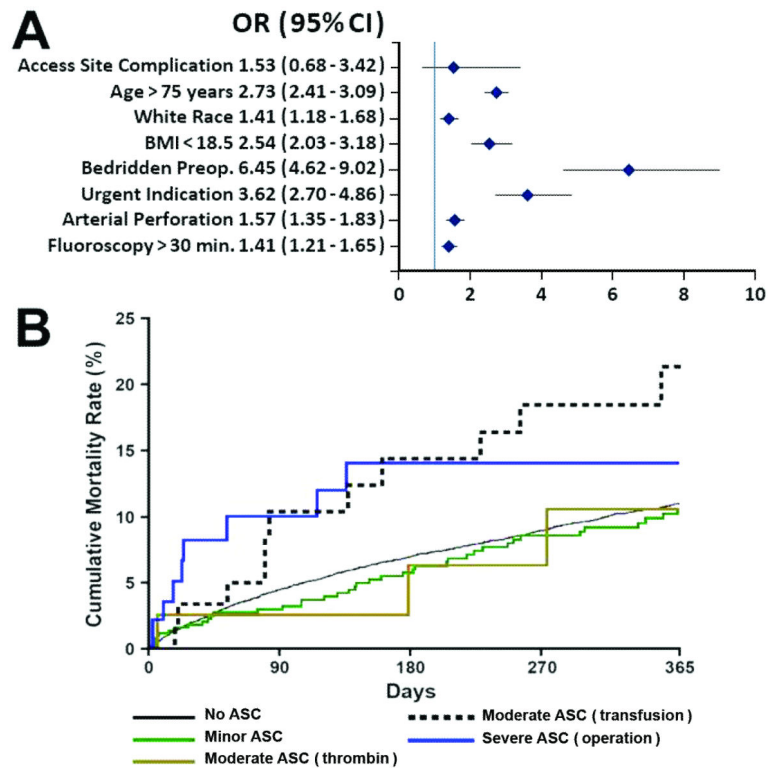 A
OR (95% CI)
Access Site Complication 1.53 (0.68 - 3.42)
Age > 75 years 2.73 (2.41 - 3.09)
White Race 1.41 (1.18 - 1.68)
BMI < 18.5 2.54 (2.03 - 3.18)
Bedridden Preop. 6.45 (4.62 - 9.02)
Urgent Indication 3.62 (2.70 - 4.86)
Arterial Perforation 1.57 (1.35 - 1.83)
Fluoroscopy > 30 min. 1.41 (1.21 - 1.65)
0 2 4 6 8 10
B
Cumulative Mortality Rate (%)
25
20
15
10
5
0
0 90 180 270 365
Days
No ASC
Minor ASC
Moderate ASC (thrombin)
Moderate ASC (transfusion)
Severe ASC (operation)